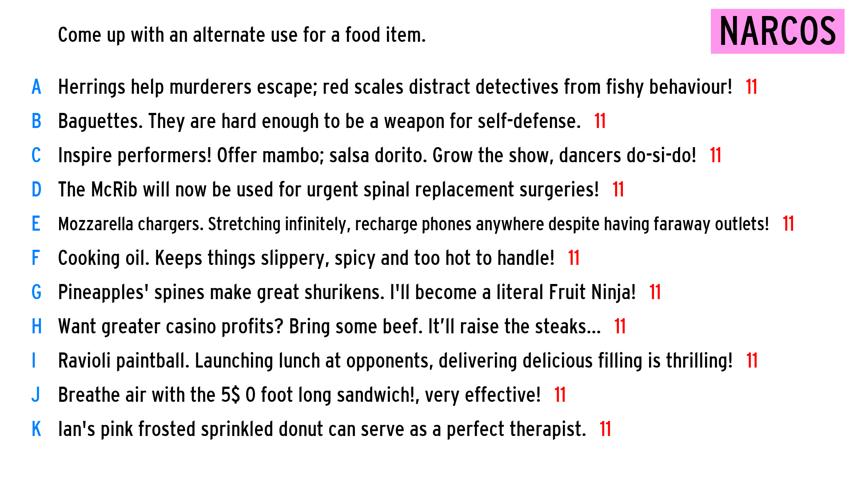 Come up with an alternate use for a food item.
NARCOS
A Herrings help murderers escape; red scales distract detectives from fishy behaviour! 11
B Baguettes. They are hard enough to be a weapon for self-defense. 11
C Inspire performers! Offer mambo; salsa dorito. Grow the show, dancers do-si-do! 11
D The McRib will now be used for urgent spinal replacement surgeries! 11
E Mozzarella chargers. Stretching infinitely, recharge phones anywhere despite having faraway outlets! 11
F Cooking oil. Keeps things slippery, spicy and too hot to handle! 11
G Pineapples' spines make great shurikens. I'll become a literal Fruit Ninja! 11
H Want greater casino profits? Bring some beef. It’ll raise the steaks... 11
I Ravioli paintball. Launching lunch at opponents, delivering delicious filling is thrilling! 11
J Breathe air with the 5$ 0 foot long sandwich!, very effective! 11
K Ian's pink frosted sprinkled donut can serve as a perfect therapist. 11